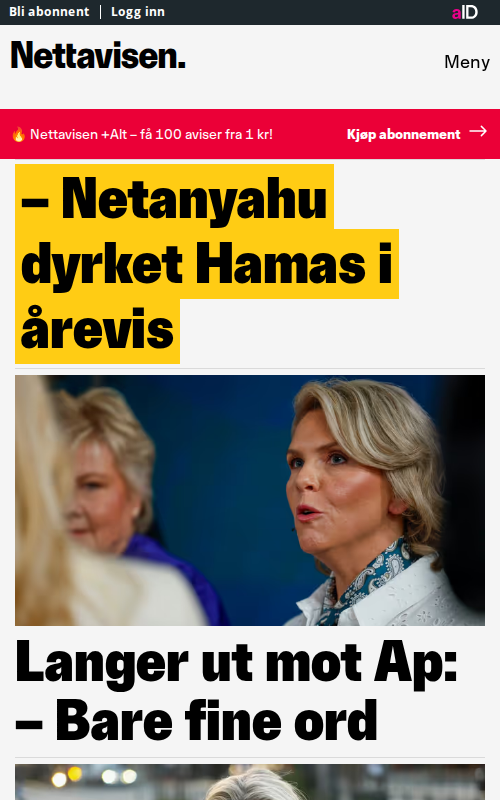 Bli abonnent | Logg inn
aID
Nettavisen.
Meny
🔥 Nettavisen +Alt – få 100 aviser fra 1 kr!
Kjøp abonnement →
– Netanyahu
dyrket Hamas i
årevis
Langer ut mot Ap:
– Bare fine ord